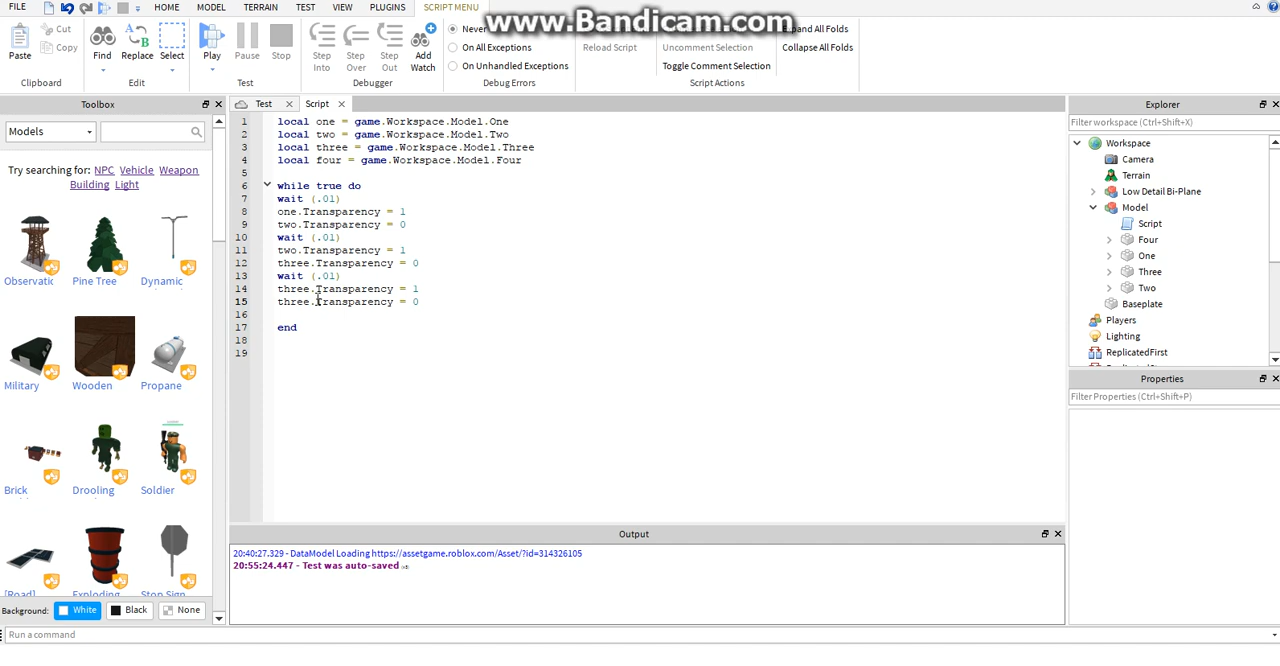 FILE HOME MODEL TERRAIN TEST VIEW PLUGINS SCRIPT MENU
www.Bandicam.com
Paste Cut Copy Find Replace Select Play Pause Stop Step Into Step Over Step Out Add Watch
Never
On All Exceptions
On Unhandled Exceptions
Reload Script
Uncomment Selection
Toggle Comment Selection
Expand All Folds
Collapse All Folds
Clipboard Edit Test Debugger Debug Errors Script Actions
Toolbox
Models
Try searching for: NPC Vehicle Weapon
Building Light
Observatic Pine Tree Dynamic
Military Wooden Propane
Brick Drooling Soldier
[Road] Exploding Stop Sign
Background: White Black None
Test Script
1 local one = game.Workspace.Model.One
2 local two = game.Workspace.Model.Two
3 local three = game.Workspace.Model.Three
4 local four = game.Workspace.Model.Four
5
6 while true do
7 wait (.01)
8 one.Transparency = 1
9 two.Transparency = 0
10 wait (.01)
11 two.Transparency = 1
12 three.Transparency = 0
13 wait (.01)
14 three.Transparency = 1
15 three.Transparency = 0
16
17 end
18
19
Output
20:40:27.329 - DataModel Loading https://assetgame.roblox.com/Asset/?id=314326105
20:55:24.447 - Test was auto-saved
Run a command
Explorer
Filter workspace (Ctrl+Shift+X)
Workspace
Camera
Terrain
Low Detail Bi-Plane
Model
Script
Four
One
Three
Two
Baseplate
Players
Lighting
ReplicatedFirst
Properties
Filter Properties (Ctrl+Shift+P)